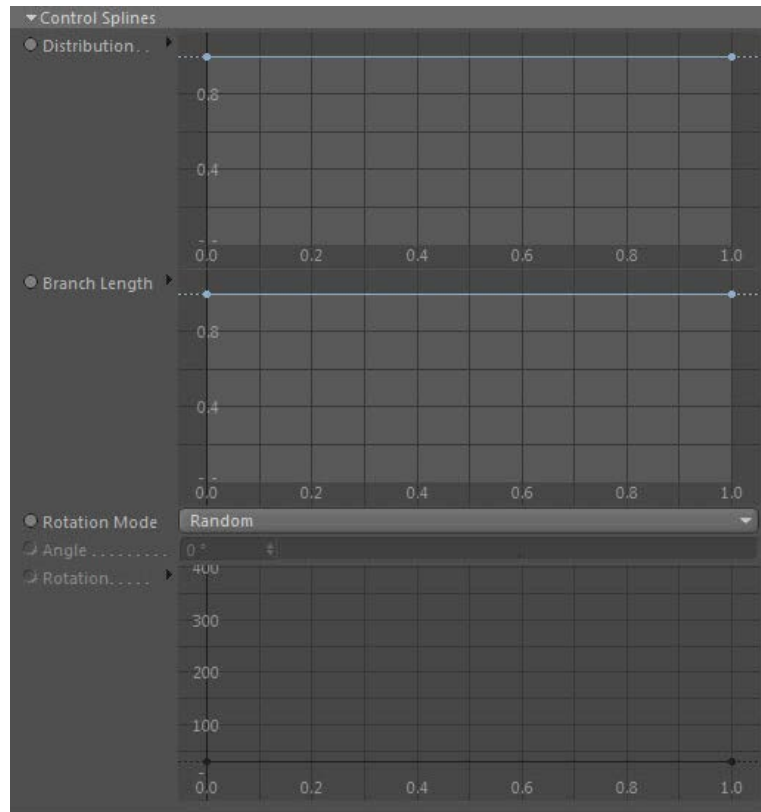 Control Splines
Distribution . .
0.8
0.4
0.0 0.2 0.4 0.6 0.8 1.0
Branch Length
0.8
0.4
0.0 0.2 0.4 0.6 0.8 1.0
Rotation Mode Random
Angle . . . . . . . . . 0 °
Rotation. . . . .
400
300
200
100
0.0 0.2 0.4 0.6 0.8 1.0